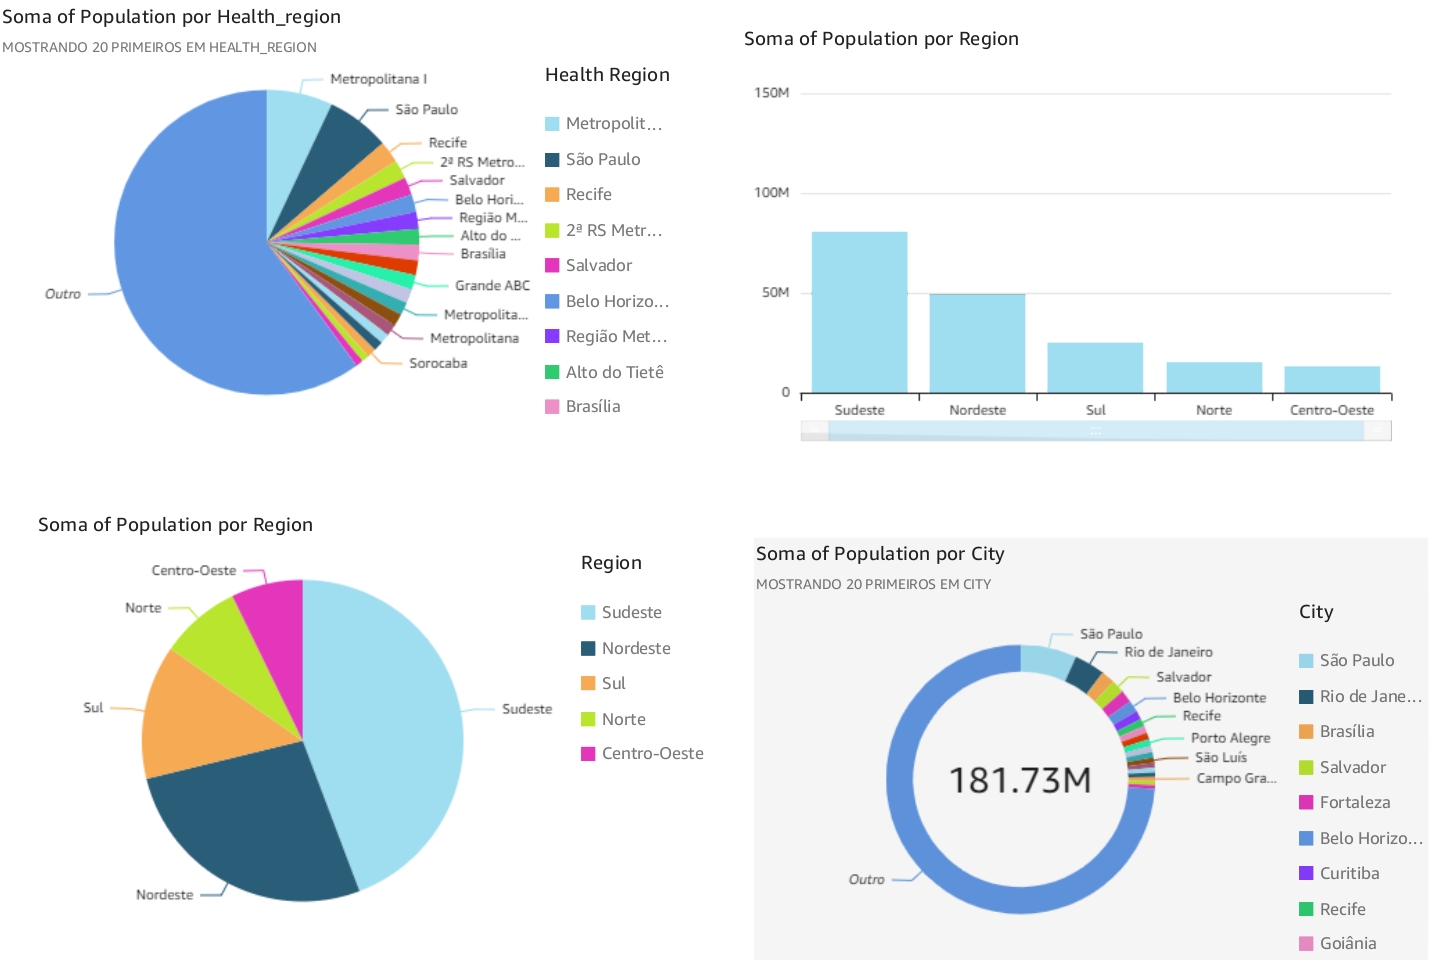 Soma of Population por Health_region
MOSTRANDO 20 PRIMEIROS EM HEALTH_REGION
Metropolitana I
São Paulo
Recife
2ª RS Metro...
Salvador
Belo Hori...
Região M...
Alto do ...
Brasília
Grande ABC
Metropolita...
Metropolitana
Sorocaba
Outro
Health Region
Metropolit...
São Paulo
Recife
2ª RS Metr...
Salvador
Belo Horizo...
Região Met...
Alto do Tietê
Brasília
Soma of Population por Region
150M
100M
50M
0
Sudeste
Nordeste
Sul
Norte
Centro-Oeste
Soma of Population por Region
Centro-Oeste
Norte
Sul
Sudeste
Nordeste
Region
Sudeste
Nordeste
Sul
Norte
Centro-Oeste
Soma of Population por City
MOSTRANDO 20 PRIMEIROS EM CITY
São Paulo
Rio de Janeiro
Salvador
Belo Horizonte
Recife
Porto Alegre
São Luís
Campo Gra...
181.73M
Outro
City
São Paulo
Rio de Jane...
Brasília
Salvador
Fortaleza
Belo Horizo...
Curitiba
Recife
Goiânia